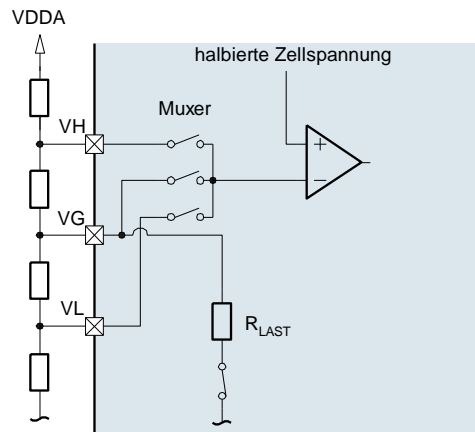 VDDA
halbierte Zellspannung
Muxer
VH
+
−
VG
VL
RLAST